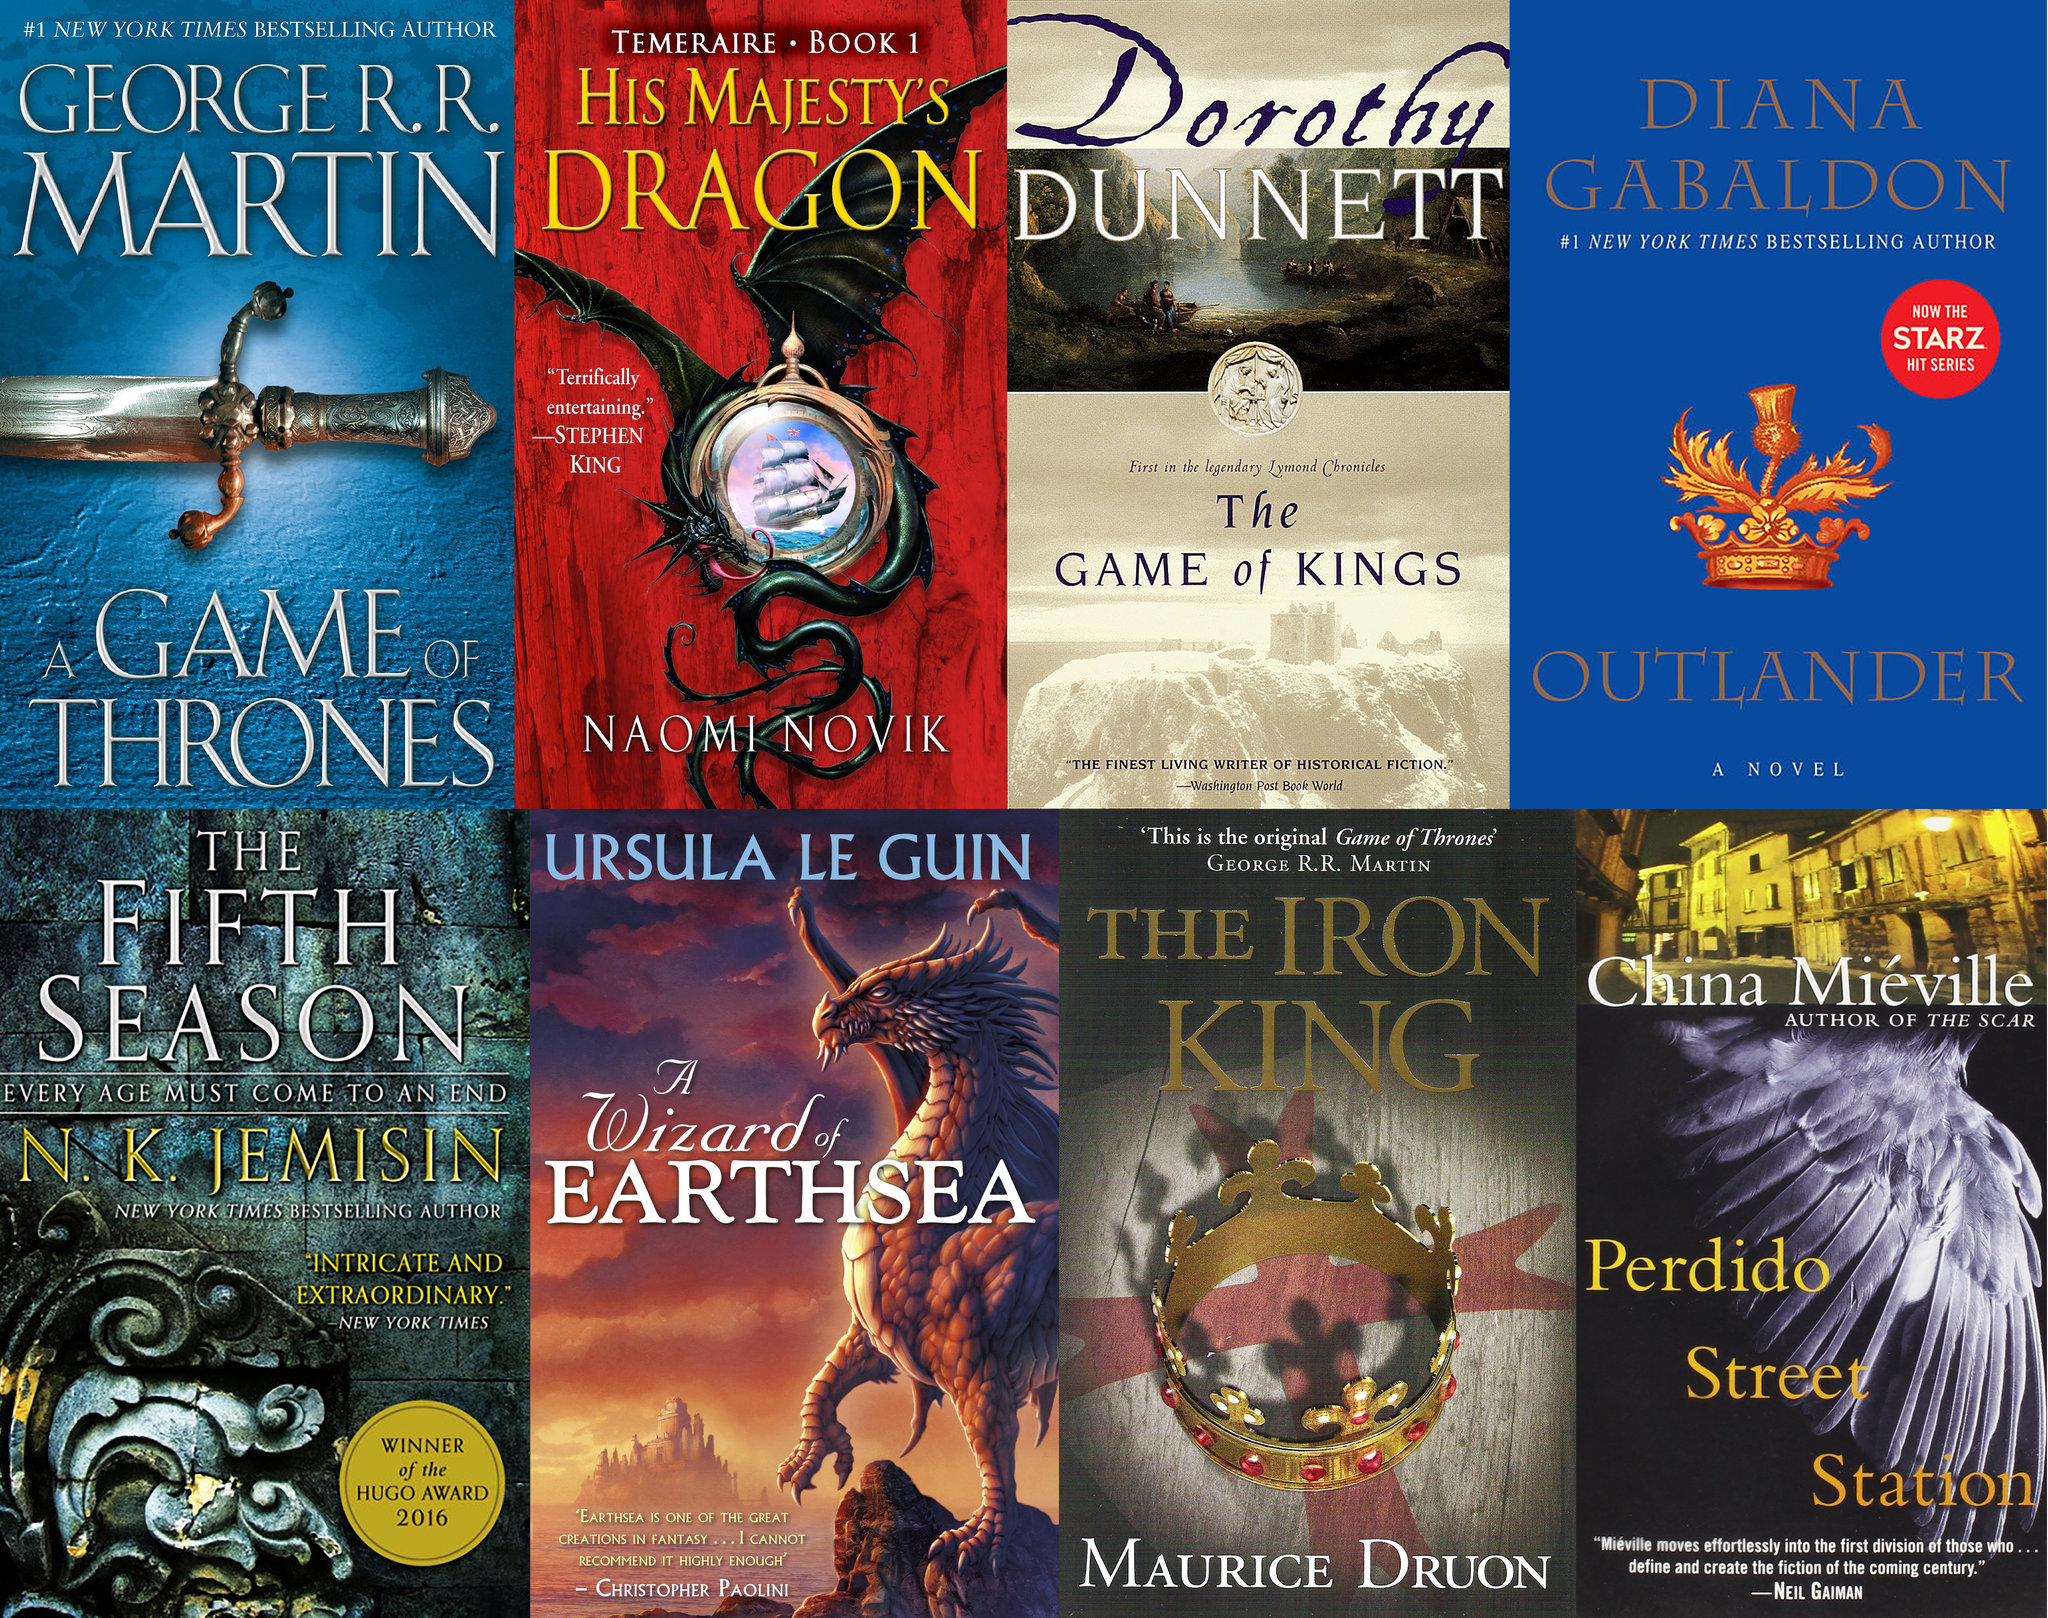 #1 NEW YORK TIMES BESTSELLING AUTHOR
GEORGE R. R.
MARTIN
A GAME OF
THRONES
TEMERAIRE · BOOK 1
HIS MAJESTY'S
DRAGON
“Terrifically
entertaining.”
—STEPHEN
KING
NAOMI NOVIK
Dorothy
DUNNETT
First in the legendary Lymond Chronicles
The
GAME of KINGS
“THE FINEST LIVING WRITER OF HISTORICAL FICTION.”
—Washington Post Book World
DIANA
GABALDON
#1 NEW YORK TIMES BESTSELLING AUTHOR
NOW THE
STARZ
HIT SERIES
OUTLANDER
A NOVEL
THE
FIFTH
SEASON
EVERY AGE MUST COME TO AN END
N. K. JEMISIN
NEW YORK TIMES BESTSELLING AUTHOR
“INTRICATE AND
EXTRAORDINARY.”
–NEW YORK TIMES
WINNER
of the
HUGO AWARD
2016
URSULA LE GUIN
A
Wizard of
EARTHSEA
‘EARTHSEA IS ONE OF THE GREAT
CREATIONS IN FANTASY . . . I CANNOT
RECOMMEND IT HIGHLY ENOUGH’
– CHRISTOPHER PAOLINI
‘This is the original Game of Thrones’
GEORGE R.R. MARTIN
THE IRON
KING
MAURICE DRUON
China Miéville
AUTHOR OF THE SCAR
Perdido
Street
Station
“Miéville moves effortlessly into the first division of those who . . .
define and create the fiction of the coming century.”
—NEIL GAIMAN